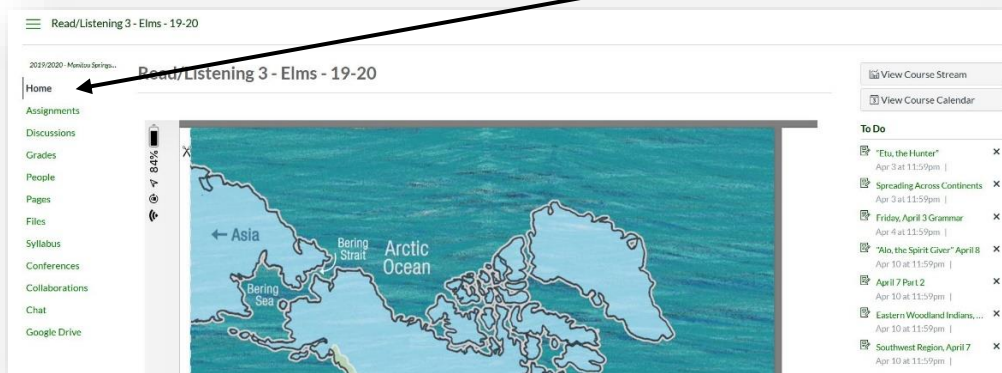 Read/Listening 3 - Elms - 19-20
2019/2020 - Manitou Springs...
Home
Assignments
Discussions
Grades
People
Pages
Files
Syllabus
Conferences
Collaborations
Chat
Google Drive
Read/Listening 3 - Elms - 19-20
84%
← Asia
Bering
Strait
Arctic
Ocean
Bering
Sea
View Course Stream
View Course Calendar
To Do
"Etu, the Hunter"
Apr 3 at 11:59pm |
Spreading Across Continents
Apr 3 at 11:59pm |
Friday, April 3 Grammar
Apr 4 at 11:59pm |
"Alo, the Spirit Giver" April 8
Apr 10 at 11:59pm |
April 7 Part 2
Apr 10 at 11:59pm |
Eastern Woodland Indians, ...
Apr 10 at 11:59pm |
Southwest Region, April 7
Apr 10 at 11:59pm |